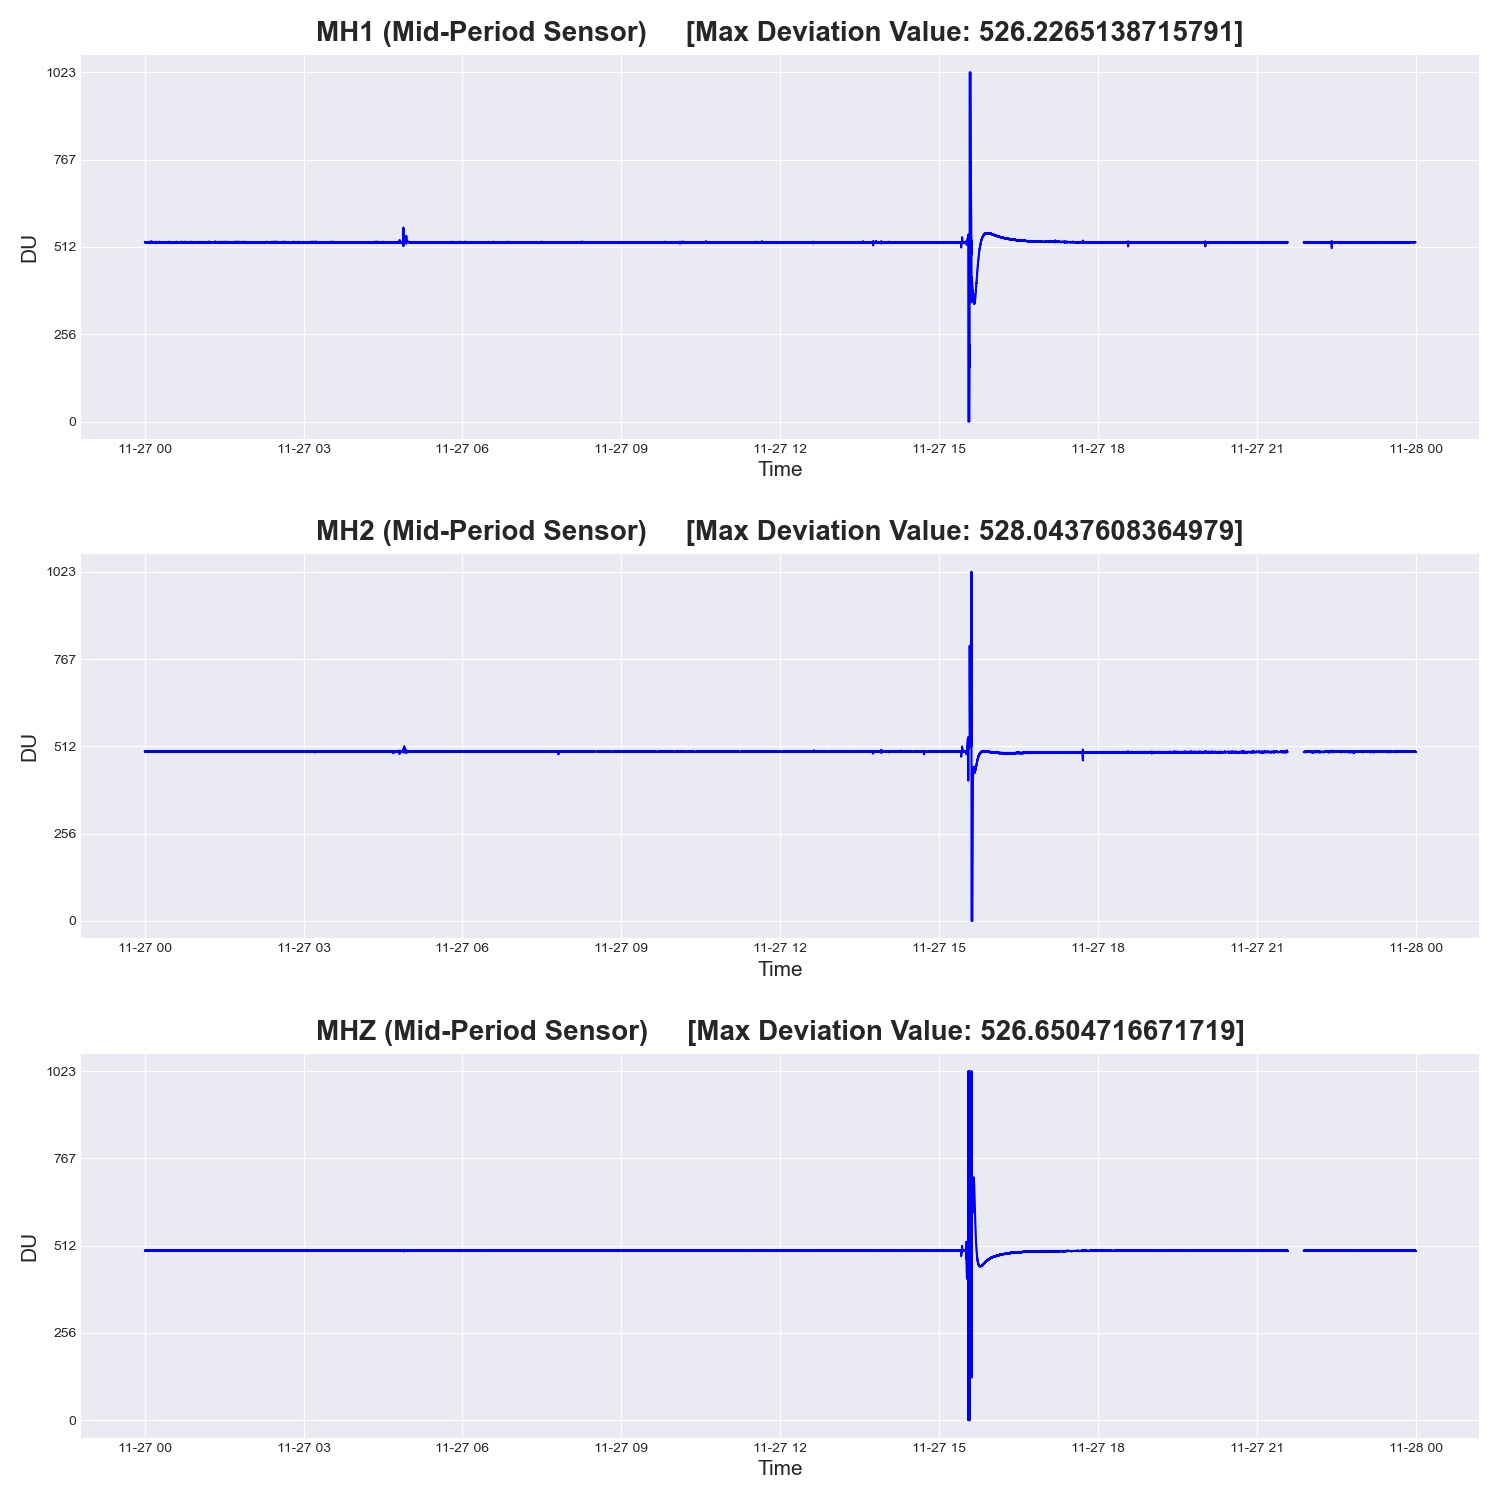 MH1 (Mid-Period Sensor) [Max Deviation Value: 526.2265138715791]
1023
767
512
256
0
DU
11-27 00 11-27 03 11-27 06 11-27 09 11-27 12 11-27 15 11-27 18 11-27 21 11-28 00
Time
MH2 (Mid-Period Sensor) [Max Deviation Value: 528.0437608364979]
1023
767
512
256
0
DU
11-27 00 11-27 03 11-27 06 11-27 09 11-27 12 11-27 15 11-27 18 11-27 21 11-28 00
Time
MHZ (Mid-Period Sensor) [Max Deviation Value: 526.6504716671719]
1023
767
512
256
0
DU
11-27 00 11-27 03 11-27 06 11-27 09 11-27 12 11-27 15 11-27 18 11-27 21 11-28 00
Time